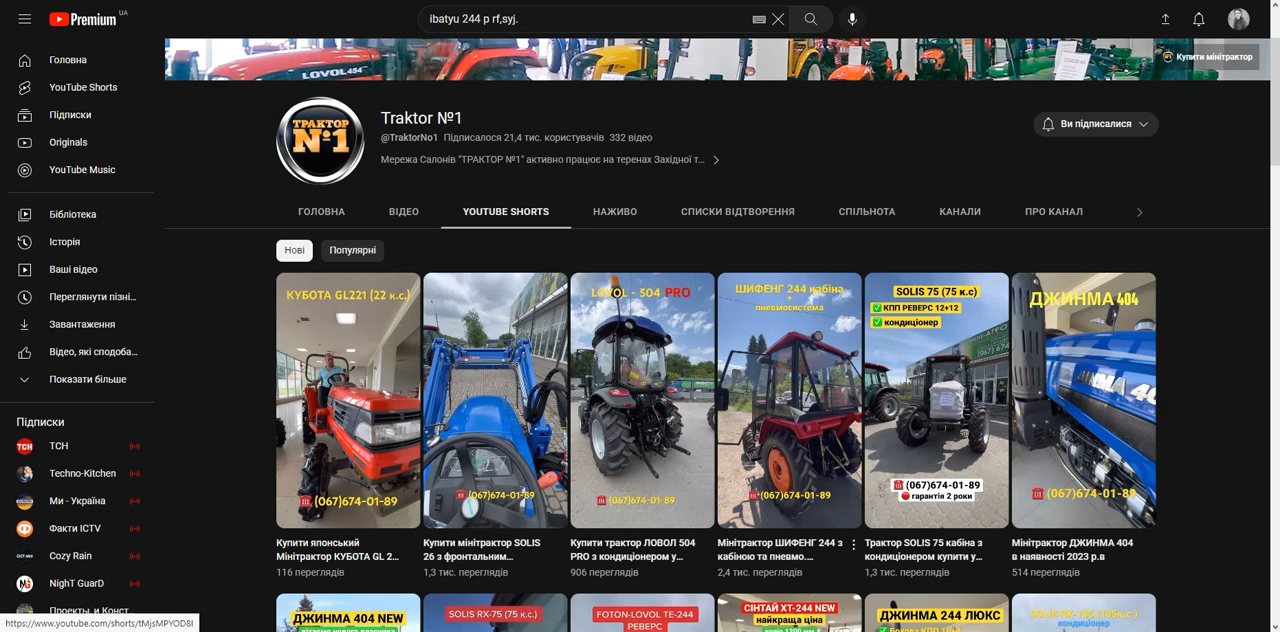 Premium UA
ibatyu 244 p rf,syj.
Головна
YouTube Shorts
Підписки
Originals
YouTube Music
Бібліотека
Історія
Ваші відео
Переглянути пізні...
Завантаження
Відео, які сподоба...
Показати більше
Підписки
ТСН
Techno-Kitchen
Ми - Україна
Факти ICTV
Cozy Rain
NighT GuarD
Проекты, и Конст...
https://www.youtube.com/shorts/tMjsMPYOD8I
LOVOL 454
Купити мінітрактор
ТРАКТОР
№1
Traktor №1
@TraktorNo1 Підписалося 21,4 тис. користувачів 332 відео
Мережа Салонів "ТРАКТОР №1" активно працює на теренах Західної т...
Ви підписалися
ГОЛОВНА
ВІДЕО
YOUTUBE SHORTS
НАЖИВО
СПИСКИ ВІДТВОРЕННЯ
СПІЛЬНОТА
КАНАЛИ
ПРО КАНАЛ
Нові
Популярні
КУБОТА GL221 (22 к.с.)
(067)674-01-89
Купити японський
Мінітрактор КУБОТА GL 2...
116 переглядів
(067)674-01-89
Купити мінітрактор SOLIS
26 з фронтальним...
1,3 тис. переглядів
LOVOL - 504 PRO
(067)674-01-89
Купити трактор ЛОВОЛ 504
PRO з кондиціонером у...
906 переглядів
ШИФЕНГ 244 кабіна
+
пневмосистема
(067)674-01-89
Мінітрактор ШИФЕНГ 244 з
кабіною та пневмо....
2,4 тис. переглядів
SOLIS 75 (75 к.с)
КПП РЕВЕРС 12+12
кондиціонер
(067)674-01-89
гарантія 2 роки
Трактор SOLIS 75 кабіна з
кондиціонером купити у...
1,3 тис. переглядів
ДЖИНМА 404
(067)674-01-89
Мінітрактор ДЖИНМА 404
в наявності 2023 р.в
514 переглядів
ДЖИНМА 404 NEW
вітаємо нового власника
SOLIS RX-75 (75 к.с.)
FOTON-LOVOL TE-244
РЕВЕРС
СІНТАЙ ХТ-244 NEW
найкраща ціна
ДЖИНМА 244 ЛЮКС
кондиціонер